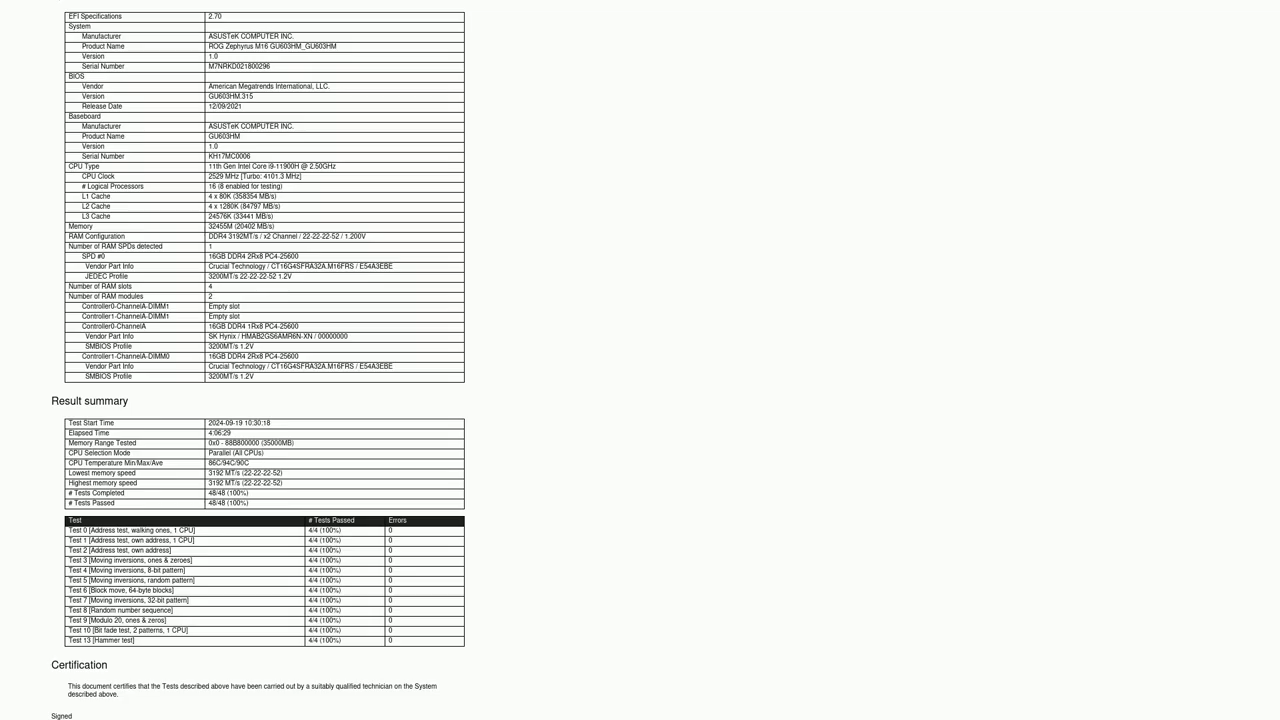 EFI Specifications 2.70
System
Manufacturer ASUSTeK COMPUTER INC.
Product Name ROG Zephyrus M16 GU603HM_GU603HM
Version 1.0
Serial Number M7NRKD021800296
BIOS
Vendor American Megatrends International, LLC.
Version GU603HM.315
Release Date 12/09/2021
Baseboard
Manufacturer ASUSTeK COMPUTER INC.
Product Name GU603HM
Version 1.0
Serial Number KH17MC0006
CPU Type 11th Gen Intel Core i9-11900H @ 2.50GHz
CPU Clock 2529 MHz [Turbo: 4101.3 MHz]
# Logical Processors 16 (8 enabled for testing)
L1 Cache 4 x 80K (358354 MB/s)
L2 Cache 4 x 1280K (84797 MB/s)
L3 Cache 24576K (33441 MB/s)
Memory 32455M (20402 MB/s)
RAM Configuration DDR4 3192MT/s / x2 Channel / 22-22-22-52 / 1.200V
Number of RAM SPDs detected 1
SPD #0 16GB DDR4 2Rx8 PC4-25600
Vendor Part Info Crucial Technology / CT16G4SFRA32A.M16FRS / E54A3EBE
JEDEC Profile 3200MT/s 22-22-22-52 1.2V
Number of RAM slots 4
Number of RAM modules 2
Controller0-ChannelA-DIMM1 Empty slot
Controller1-ChannelA-DIMM1 Empty slot
Controller0-ChannelA 16GB DDR4 1Rx8 PC4-25600
Vendor Part Info SK Hynix / HMAB2GS6AMR6N-XN / 00000000
SMBIOS Profile 3200MT/s 1.2V
Controller1-ChannelA-DIMM0 16GB DDR4 2Rx8 PC4-25600
Vendor Part Info Crucial Technology / CT16G4SFRA32A.M16FRS / E54A3EBE
SMBIOS Profile 3200MT/s 1.2V
Result summary
Test Start Time 2024-09-19 10:30:18
Elapsed Time 4:06:29
Memory Range Tested 0x0 - 88B800000 (35000MB)
CPU Selection Mode Parallel (All CPUs)
CPU Temperature Min/Max/Ave 86C/94C/90C
Lowest memory speed 3192 MT/s (22-22-22-52)
Highest memory speed 3192 MT/s (22-22-22-52)
# Tests Completed 48/48 (100%)
# Tests Passed 48/48 (100%)
Test # Tests Passed Errors
Test 0 [Address test, walking ones, 1 CPU] 4/4 (100%) 0
Test 1 [Address test, own address, 1 CPU] 4/4 (100%) 0
Test 2 [Address test, own address] 4/4 (100%) 0
Test 3 [Moving inversions, ones & zeroes] 4/4 (100%) 0
Test 4 [Moving inversions, 8-bit pattern] 4/4 (100%) 0
Test 5 [Moving inversions, random pattern] 4/4 (100%) 0
Test 6 [Block move, 64-byte blocks] 4/4 (100%) 0
Test 7 [Moving inversions, 32-bit pattern] 4/4 (100%) 0
Test 8 [Random number sequence] 4/4 (100%) 0
Test 9 [Modulo 20, ones & zeros] 4/4 (100%) 0
Test 10 [Bit fade test, 2 patterns, 1 CPU] 4/4 (100%) 0
Test 13 [Hammer test] 4/4 (100%) 0
Certification
This document certifies that the Tests described above have been carried out by a suitably qualified technician on the System
described above.
Signed